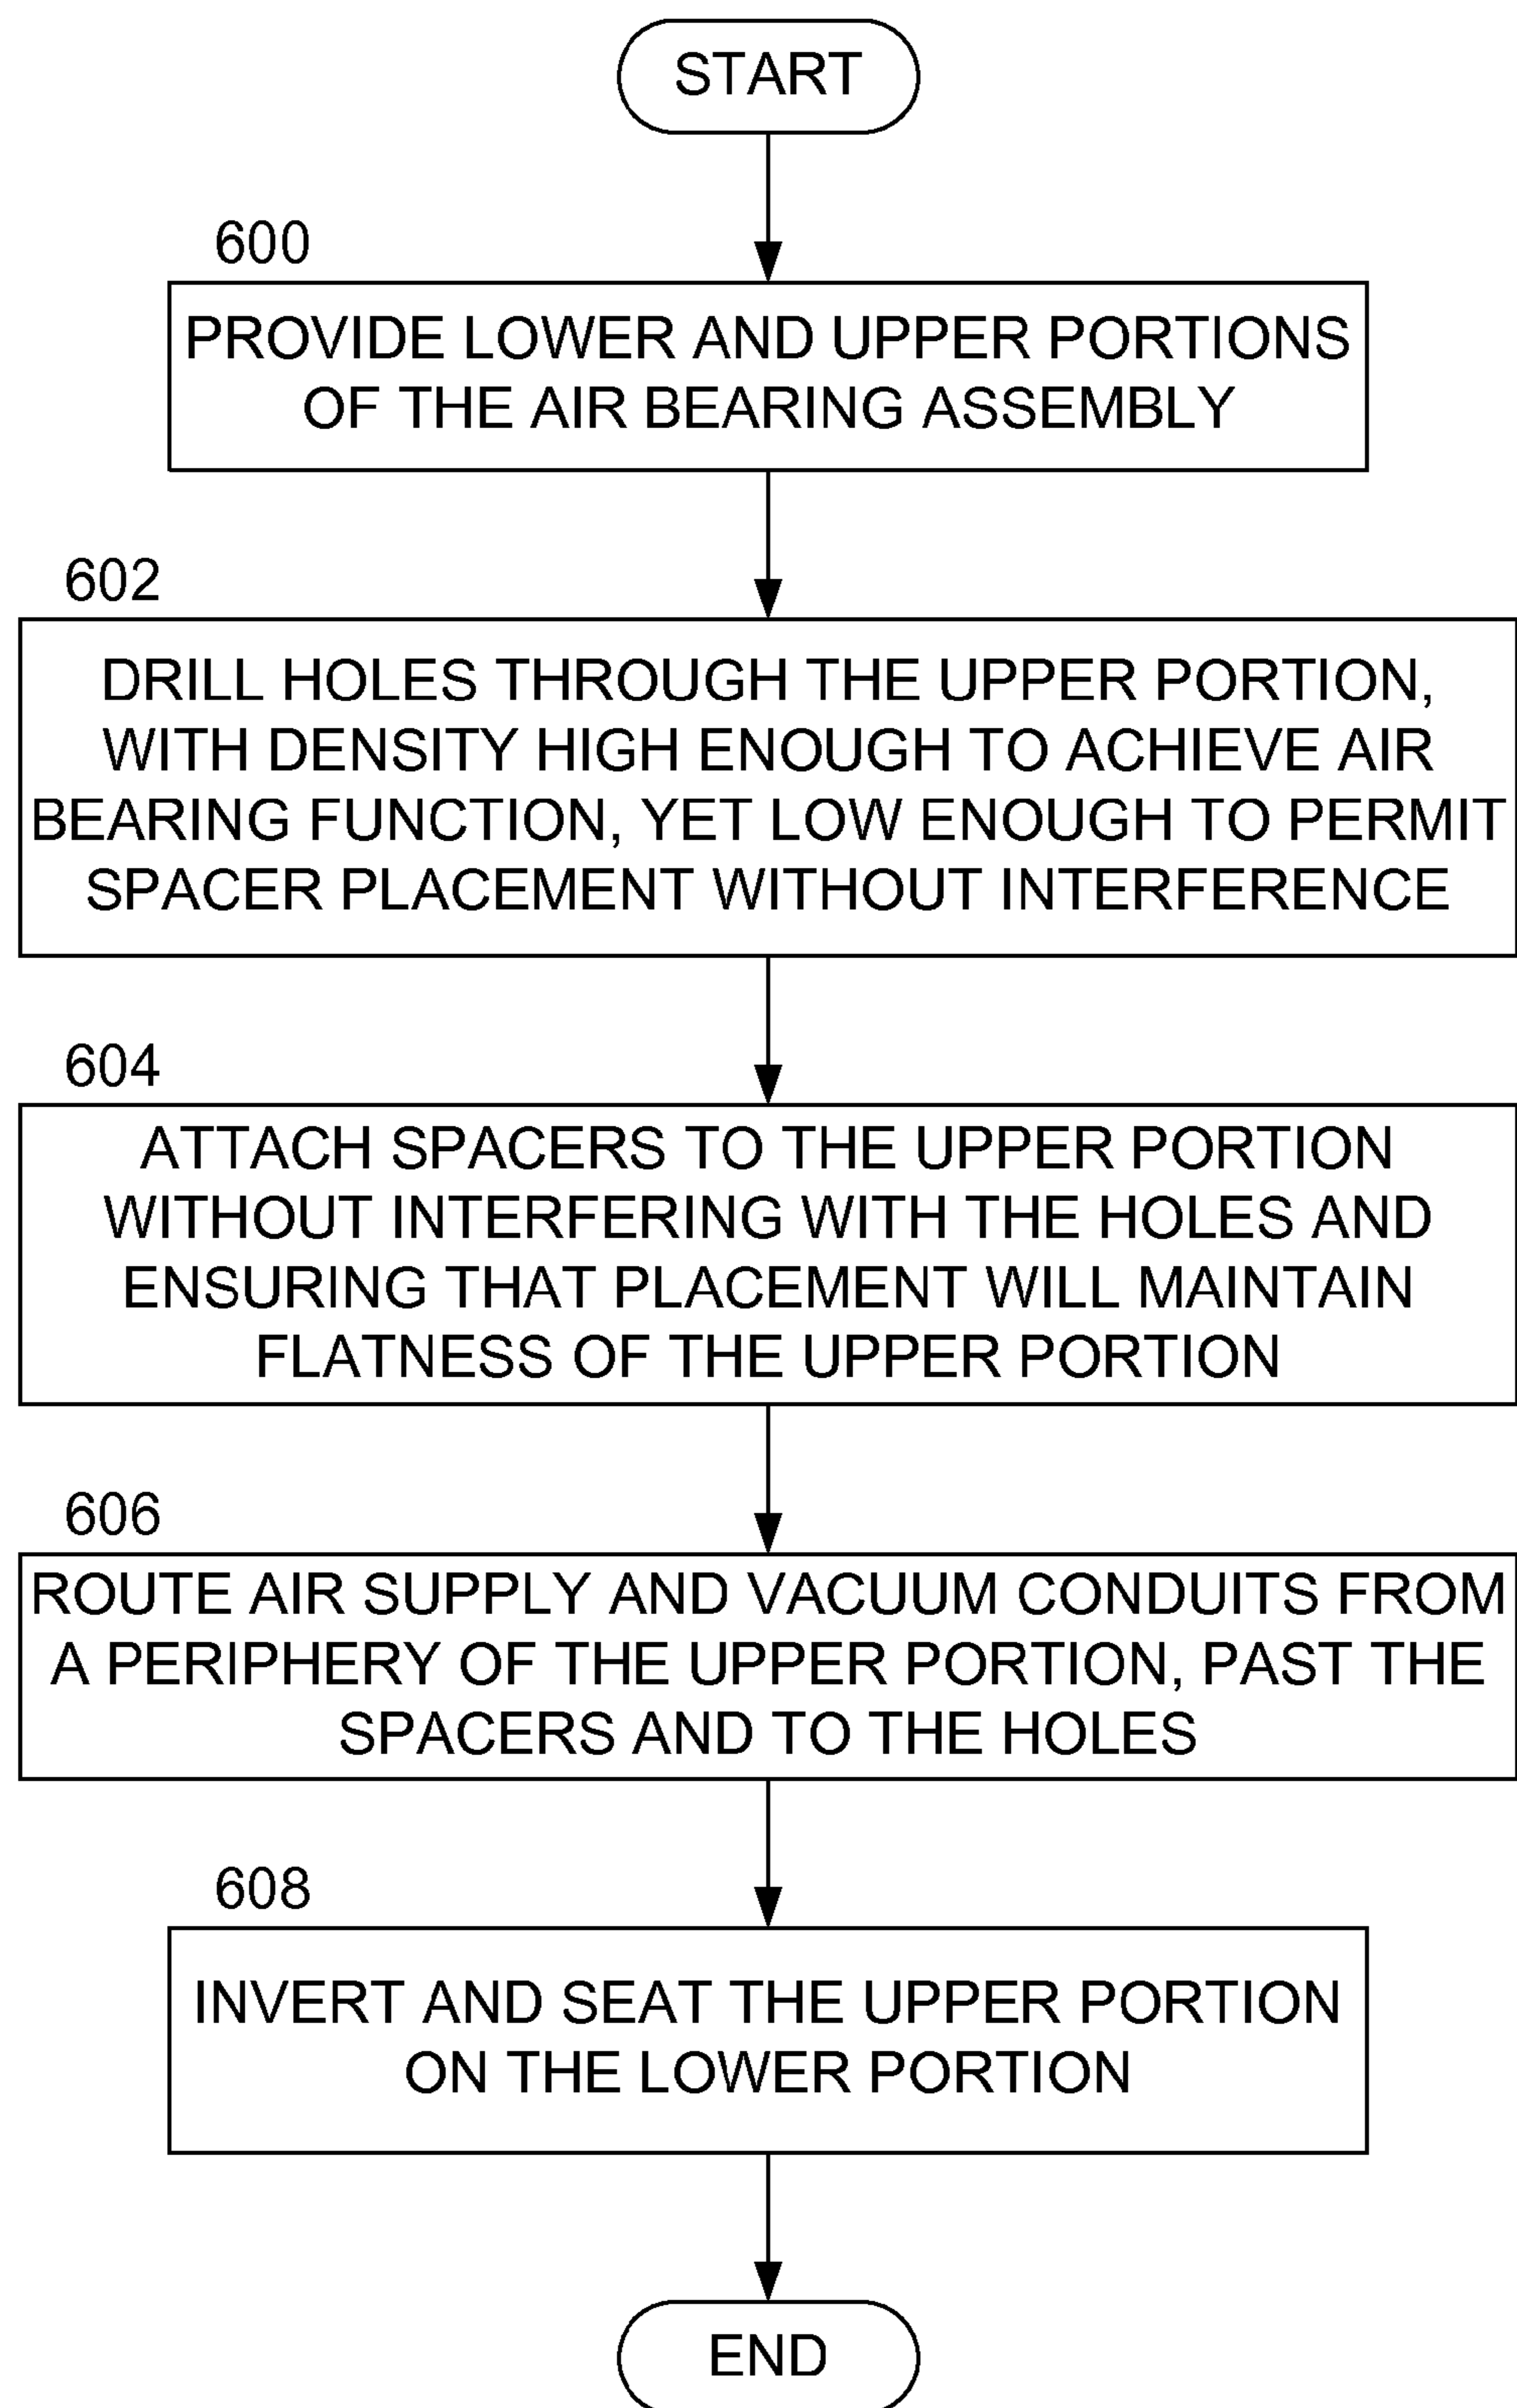 START
600
PROVIDE LOWER AND UPPER PORTIONS
OF THE AIR BEARING ASSEMBLY
602
DRILL HOLES THROUGH THE UPPER PORTION,
WITH DENSITY HIGH ENOUGH TO ACHIEVE AIR
BEARING FUNCTION, YET LOW ENOUGH TO PERMIT
SPACER PLACEMENT WITHOUT INTERFERENCE
604
ATTACH SPACERS TO THE UPPER PORTION
WITHOUT INTERFERING WITH THE HOLES AND
ENSURING THAT PLACEMENT WILL MAINTAIN
FLATNESS OF THE UPPER PORTION
606
ROUTE AIR SUPPLY AND VACUUM CONDUITS FROM
A PERIPHERY OF THE UPPER PORTION, PAST THE
SPACERS AND TO THE HOLES
608
INVERT AND SEAT THE UPPER PORTION
ON THE LOWER PORTION
END